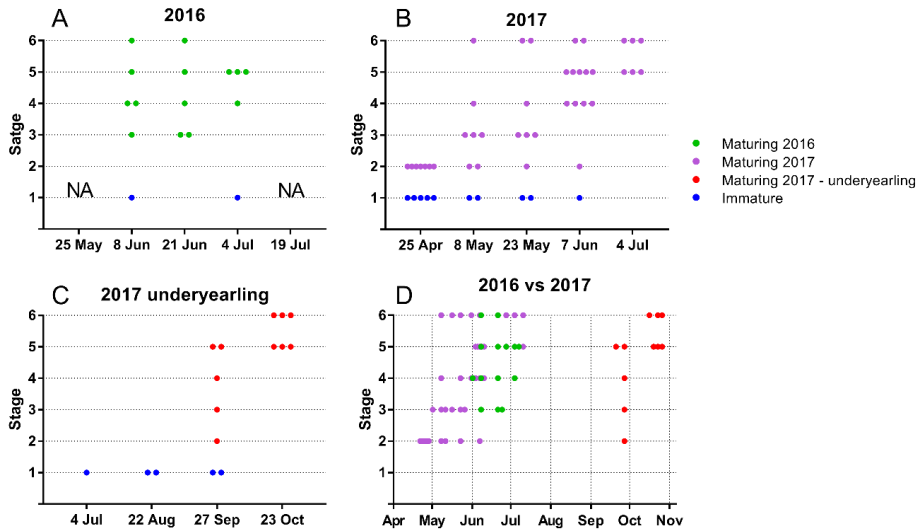 A
2016
6
5
4
3
2
1
Satge
NA
NA
25 May
8 Jun
21 Jun
4 Jul
19 Jul
B
2017
6
5
4
3
2
1
Satge
25 Apr
8 May
23 May
7 Jun
4 Jul
Maturing 2016
Maturing 2017
Maturing 2017 - underyearling
Immature
C
2017 underyearling
6
5
4
3
2
1
Stage
4 Jul
22 Aug
27 Sep
23 Oct
D
2016 vs 2017
6
5
4
3
2
1
Stage
Apr
May
Jun
Jul
Aug
Sep
Oct
Nov